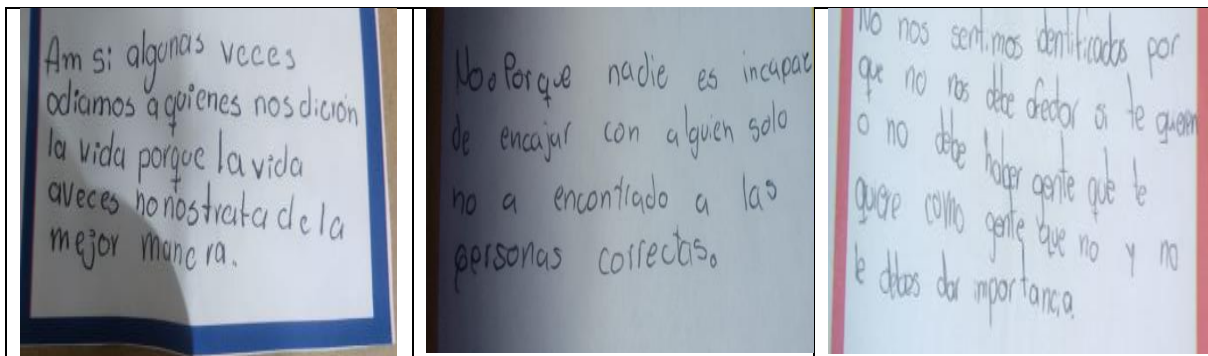 Am si algunas veces
odiamos a quienes nos dicion
la vida porque la vida
aveces no nos trata de la
mejor manera.
No. Porque nadie es incapaz
de encajar con alguien solo
no a encontrado a las
personas correctas.
No nos sentimos identificados por
que no nos debe afectar si te quieren
o no debe haber gente que te
quiere como gente que no y no
le debes dar importancia.